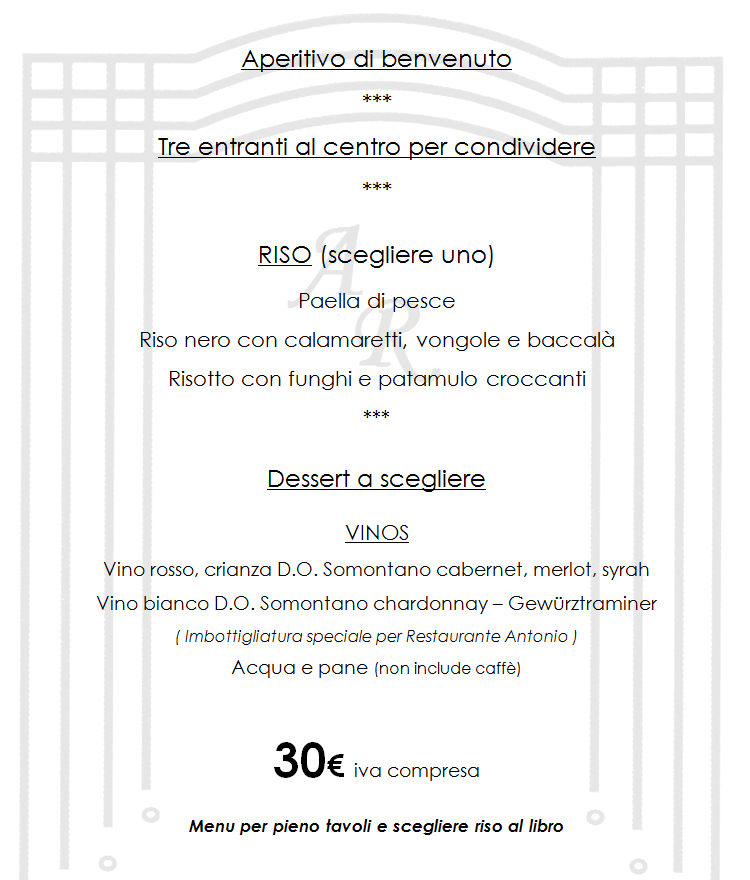 Aperitivo di benvenuto
***
Tre entranti al centro per condividere
***
RISO (scegliere uno)
Paella di pesce
Riso nero con calamaretti, vongole e baccalà
Risotto con funghi e patamulo croccanti
***
Dessert a scegliere
VINOS
Vino rosso, crianza D.O. Somontano cabernet, merlot, syrah
Vino bianco D.O. Somontano chardonnay – Gewürztraminer
( Imbottigliatura speciale per Restaurante Antonio )
Acqua e pane (non include caffè)
30€ iva compresa
Menu per pieno tavoli e scegliere riso al libro
AR.